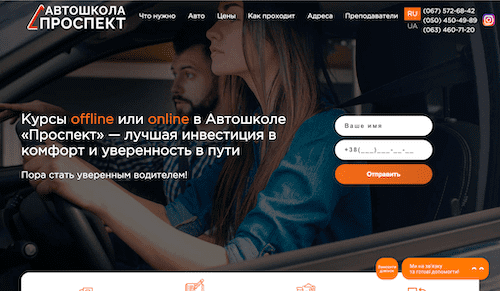 АВТОШКОЛА
ПРОСПЕКТ
Что нужно Авто Цены Как проходит Адреса Преподаватели
RU
UA
(067) 572-68-42
(050) 450-49-89
(063) 460-71-20
Курсы offline или online в Автошколе
«Проспект» — лучшая инвестиция в
комфорт и уверенность в пути
Пора стать уверенным водителем!
Ваше имя
+38(___)___-__-__
Отправить
Замовити
дзвінок
Ми на зв'язку
та готові допомогти!